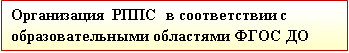 Организация РППС в соответствии с
образовательными областями ФГОС ДО